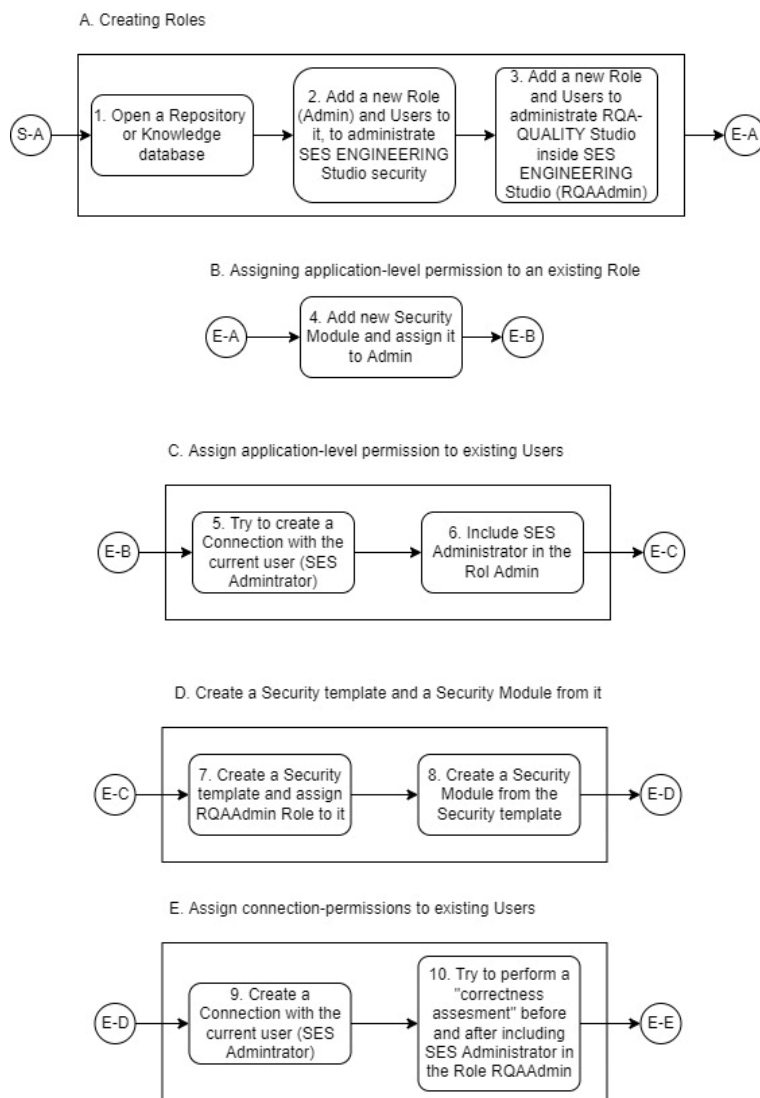 A. Creating Roles
S-A
1. Open a Repository
or Knowledge
database
2. Add a new Role
(Admin) and Users to
it, to administrate
SES ENGINEERING
Studio security
3. Add a new Role
and Users to
administrate RQA-
QUALITY Studio
inside SES
ENGINEERING
Studio (RQAAdmin)
E-A
B. Assigning application-level permission to an existing Role
E-A
4. Add new Security
Module and assign it
to Admin
E-B
C. Assign application-level permission to existing Users
E-B
5. Try to create a
Connection with the
current user (SES
Admintrator)
6. Include SES
Administrator in the
Rol Admin
E-C
D. Create a Security template and a Security Module from it
E-C
7. Create a Security
template and assign
RQAAdmin Role to it
8. Create a Security
Module from the
Security template
E-D
E. Assign connection-permissions to existing Users
E-D
9. Create a
Connection with the
current user (SES
Admintrator)
10. Try to perform a
"correctness
assesment" before
and after including
SES Administrator in
the Role RQAAdmin
E-E